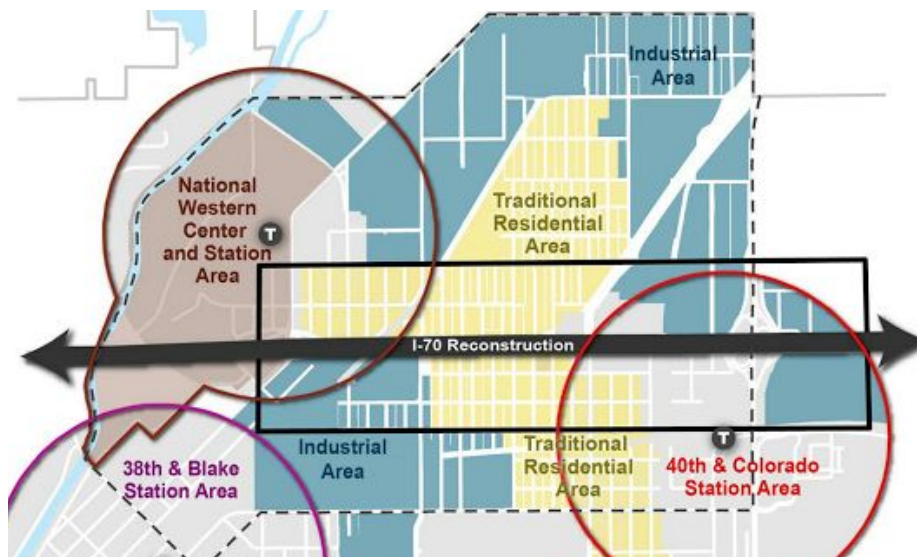 Industrial
Area
National
Western
Center
and Station
Area
T
Traditional
Residential
Area
I-70 Reconstruction
38th & Blake
Station Area
Industrial
Area
Traditional
Residential
Area
T
40th & Colorado
Station Area